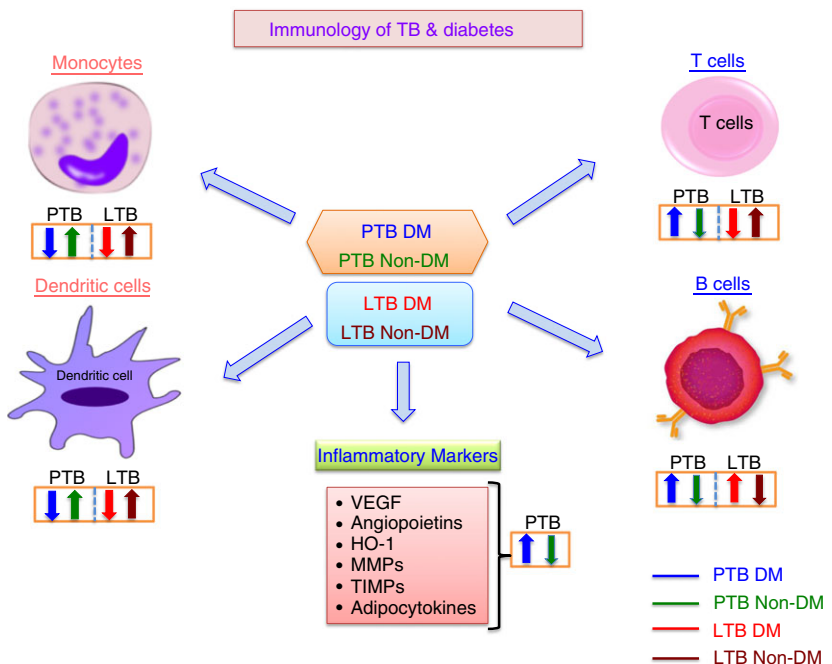 Immunology of TB & diabetes
Monocytes
PTB LTB
Dendritic cells
Dendritic cell
PTB LTB
PTB DM
PTB Non-DM
LTB DM
LTB Non-DM
T cells
T cells
PTB LTB
B cells
PTB LTB
Inflammatory Markers
• VEGF
• Angiopoietins
• HO-1
• MMPs
• TIMPs
• Adipocytokines
PTB
PTB DM
PTB Non-DM
LTB DM
LTB Non-DM